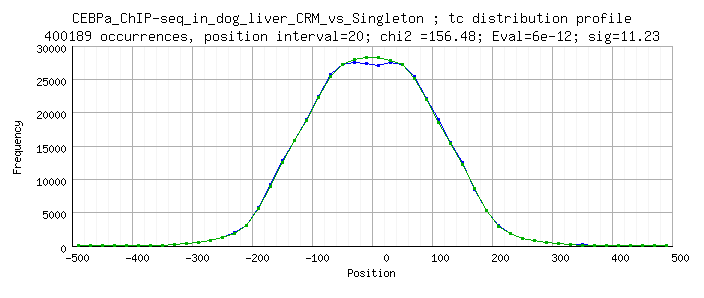 CEBPa_ChIP-seq_in_dog_liver_CRM_vs_Singleton ; tc distribution profile
400189 occurrences, position interval=20; chi2 =156.48; Eval=6e-12; sig=11.23
30000
25000
20000
15000
10000
5000
0
Frequency
-500 -400 -300 -200 -100 0 100 200 300 400 500
Position